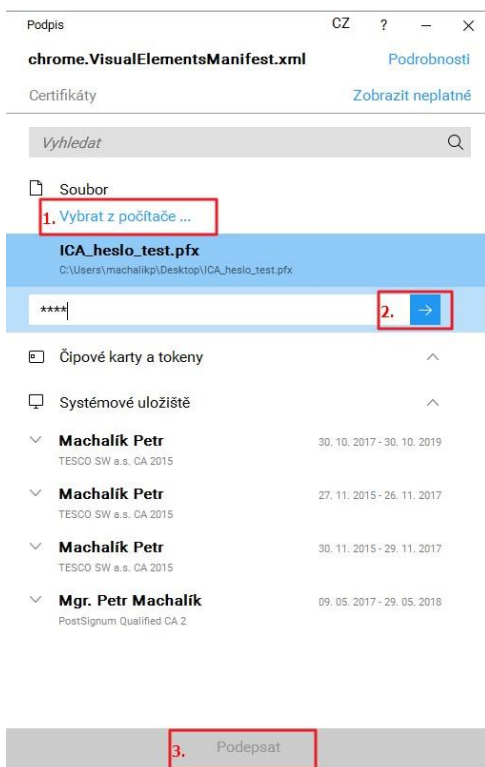 Podpis CZ ? – ×
chrome.VisualElementsManifest.xml Podrobnosti
Certifikáty Zobrazit neplatné
Vyhledat
Soubor
1. Vybrat z počítače ...
ICA_heslo_test.pfx
C:\Users\machalikp\Desktop\ICA_heslo_test.pfx
**** 2. →
Čipové karty a tokeny
Systémové uložiště
Machalík Petr 30. 10. 2017 - 30. 10. 2019
TESCO SW a.s. CA 2015
Machalík Petr 27. 11. 2015 - 26. 11. 2017
TESCO SW a.s. CA 2015
Machalík Petr 30. 11. 2015 - 29. 11. 2017
TESCO SW a.s. CA 2015
Mgr. Petr Machalík 09. 05. 2017 - 29. 05. 2018
PostSignum Qualified CA 2
3. Podepsat